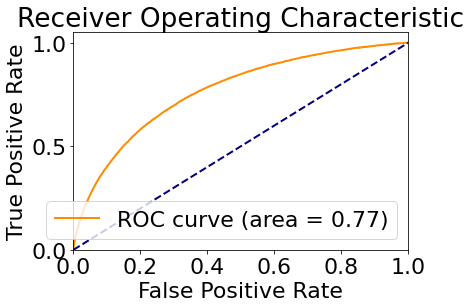 Receiver Operating Characteristic
1.0
0.5
0.0
True Positive Rate
ROC curve (area = 0.77)
0.0 0.2 0.4 0.6 0.8 1.0
False Positive Rate